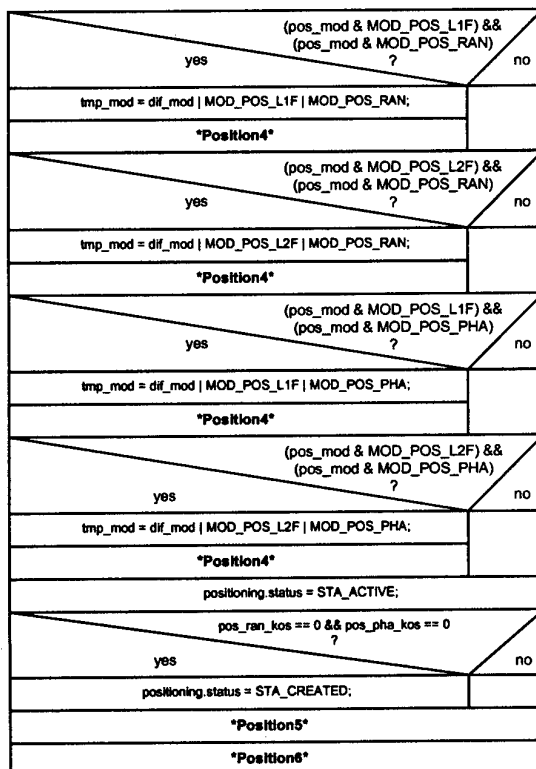 (pos_mod & MOD_POS_L1F) &&
(pos_mod & MOD_POS_RAN)
?
yes
no
tmp_mod = dif_mod | MOD_POS_L1F | MOD_POS_RAN;
*Position4*
(pos_mod & MOD_POS_L2F) &&
(pos_mod & MOD_POS_RAN)
?
yes
no
tmp_mod = dif_mod | MOD_POS_L2F | MOD_POS_RAN;
*Position4*
(pos_mod & MOD_POS_L1F) &&
(pos_mod & MOD_POS_PHA)
?
yes
no
tmp_mod = dif_mod | MOD_POS_L1F | MOD_POS_PHA;
*Position4*
(pos_mod & MOD_POS_L2F) &&
(pos_mod & MOD_POS_PHA)
?
yes
no
tmp_mod = dif_mod | MOD_POS_L2F | MOD_POS_PHA;
*Position4*
positioning.status = STA_ACTIVE;
pos_ran_kos == 0 && pos_pha_kos == 0
?
yes
no
positioning.status = STA_CREATED;
*Position5*
*Position6*